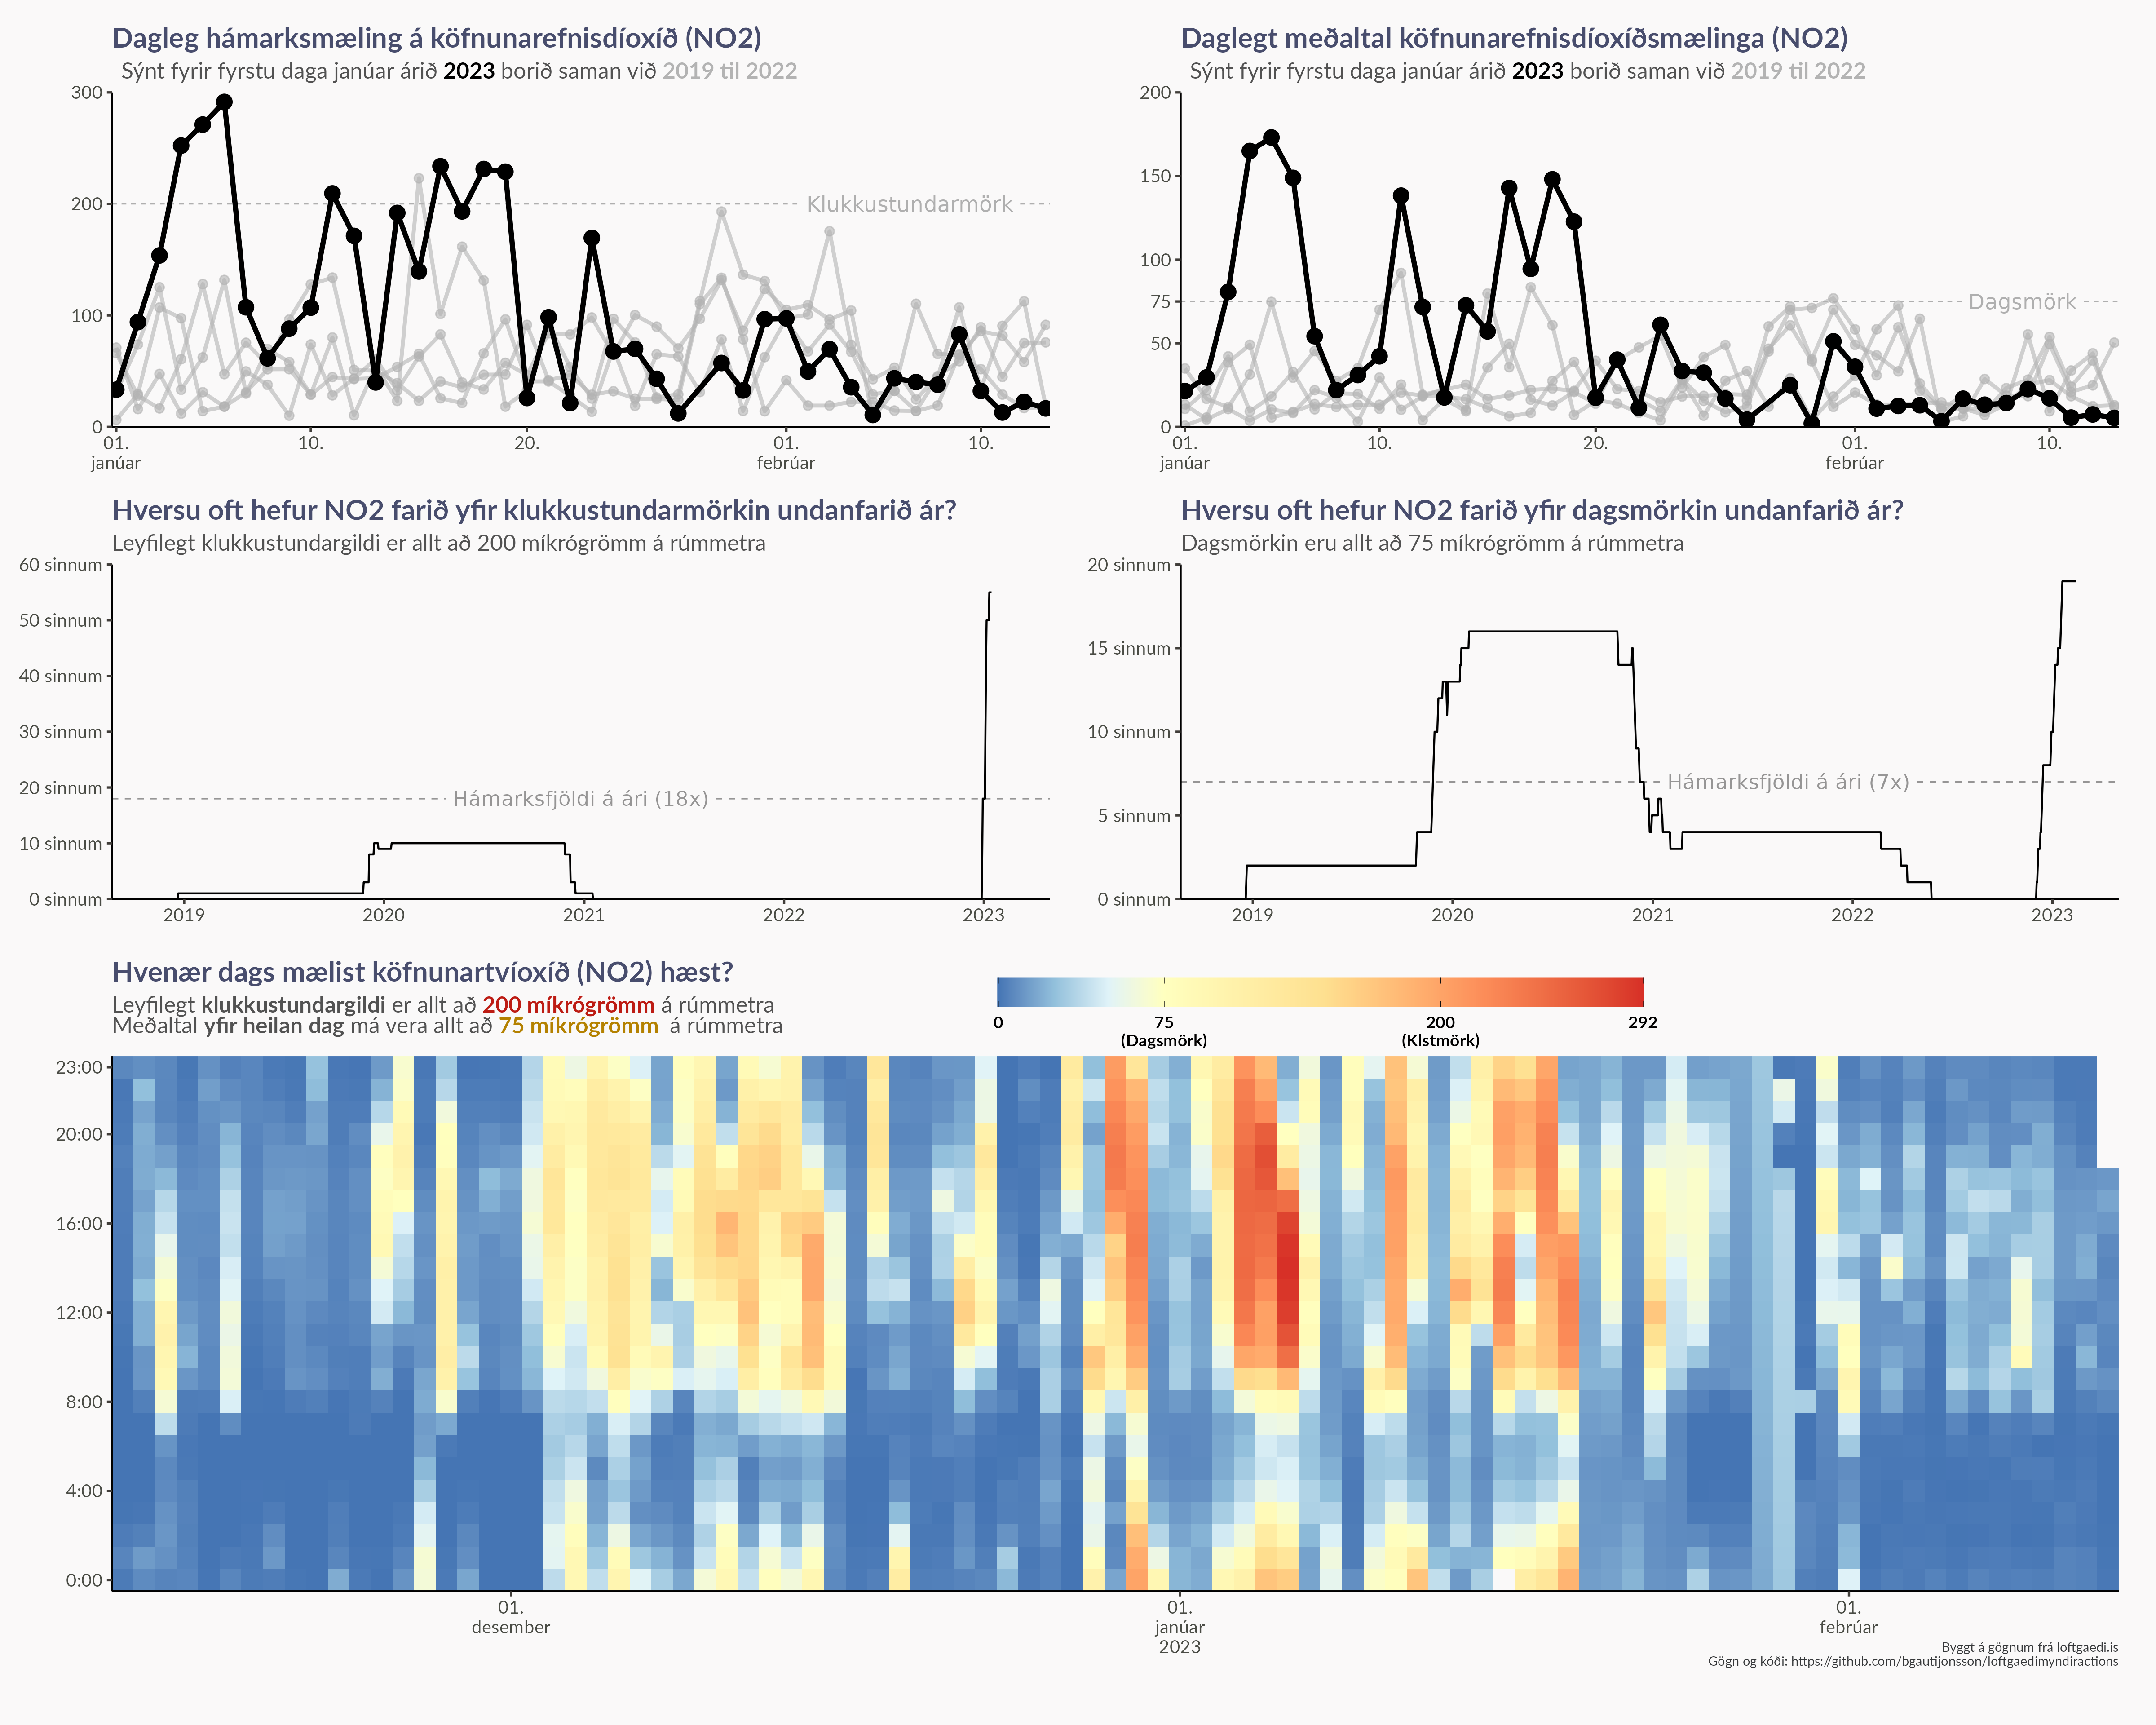 Dagleg hámarksmæling á köfnunarefnisdíoxíð (NO2)
Sýnt fyrir fyrstu daga janúar árið 2023 borið saman við 2019 til 2022
300
200
100
0
Klukkustundarmörk
01.
janúar
10.
20.
01.
febrúar
10.
Daglegt meðaltal köfnunarefnisdíoxíðsmælinga (NO2)
Sýnt fyrir fyrstu daga janúar árið 2023 borið saman við 2019 til 2022
200
150
100
75
50
0
Dagsmörk
01.
janúar
10.
20.
01.
febrúar
10.
Hversu oft hefur NO2 farið yfir klukkustundarmörkin undanfarið ár?
Leyfilegt klukkustundargildi er allt að 200 míkrógrömm á rúmmetra
60 sinnum
50 sinnum
40 sinnum
30 sinnum
20 sinnum
10 sinnum
0 sinnum
Hámarksfjöldi á ári (18x)
2019
2020
2021
2022
2023
Hversu oft hefur NO2 farið yfir dagsmörkin undanfarið ár?
Dagsmörkin eru allt að 75 míkrógrömm á rúmmetra
20 sinnum
15 sinnum
10 sinnum
5 sinnum
0 sinnum
Hámarksfjöldi á ári (7x)
2019
2020
2021
2022
2023
Hvenær dags mælist köfnunartvíoxíð (NO2) hæst?
Leyfilegt klukkustundargildi er allt að 200 míkrógrömm á rúmmetra
Meðaltal yfir heilan dag má vera allt að 75 míkrógrömm á rúmmetra
0
75
(Dagsmörk)
200
(Klstmörk)
292
23:00
20:00
16:00
12:00
8:00
4:00
0:00
01.
desember
01.
janúar
2023
01.
febrúar
Byggt á gögnum frá loftgaedi.is
Gögn og kóði: https://github.com/bgautijonsson/loftgaedimyndiractions